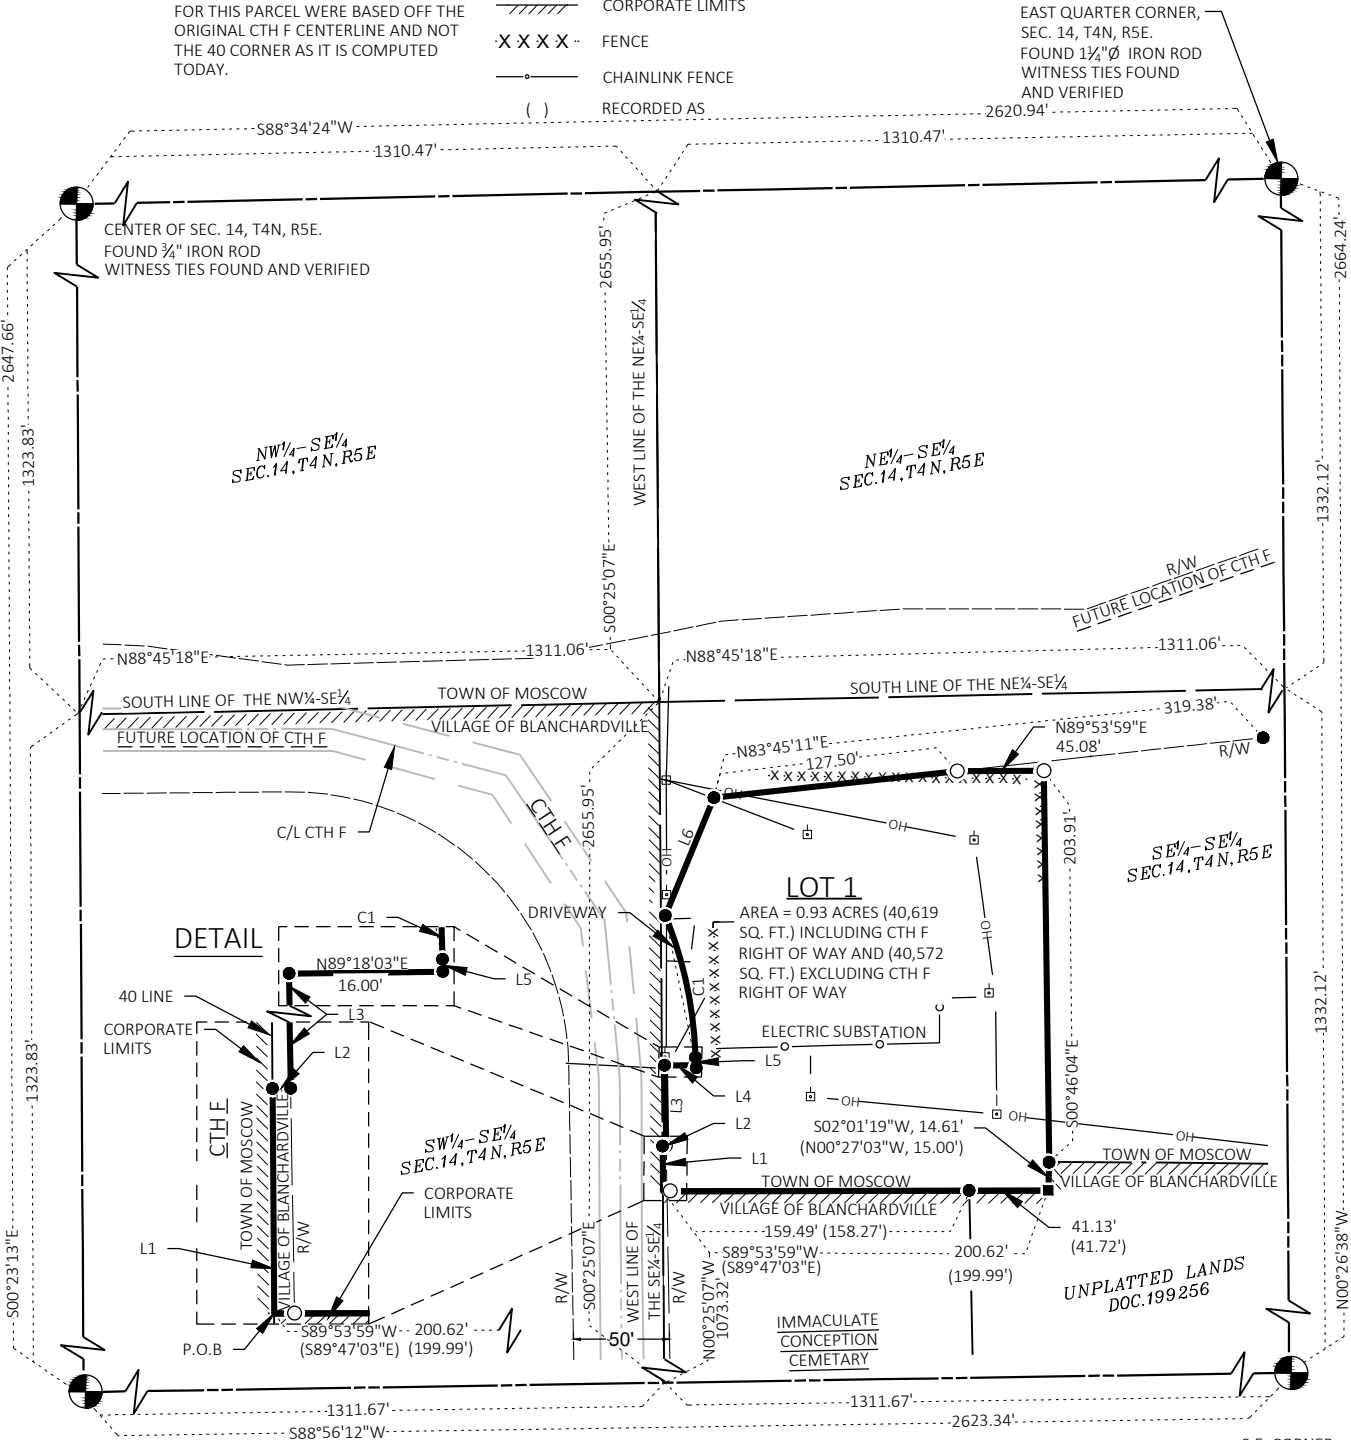 FOR THIS PARCEL WERE BASED OFF THE
ORIGINAL CTH F CENTERLINE AND NOT
THE 40 CORNER AS IT IS COMPUTED
TODAY.
CORPORATE LIMITS
X X X X
FENCE
CHAINLINK FENCE
( )
RECORDED AS
EAST QUARTER CORNER,
SEC. 14, T4N, R5E.
FOUND 1¼"Ø IRON ROD
WITNESS TIES FOUND
AND VERIFIED
S88°34'24"W
2620.94'
1310.47'
1310.47'
CENTER OF SEC. 14, T4N, R5E.
FOUND ¾" IRON ROD
WITNESS TIES FOUND AND VERIFIED
2655.95'
2664.24'
2647.66'
WEST LINE OF THE NE¼-SE¼
1323.83'
NW¼-SE¼
SEC.14,T4N,R5E
NE¼-SE¼
SEC.14,T4N,R5E
1332.12'
S00°25'07"E
R/W
FUTURE LOCATION OF CTH F
N88°45'18"E
1311.06'
N88°45'18"E
1311.06'
SOUTH LINE OF THE NW¼-SE¼
TOWN OF MOSCOW
SOUTH LINE OF THE NE¼-SE¼
VILLAGE OF BLANCHARDVILLE
FUTURE LOCATION OF CTH F
319.38'
N89°53'59"E
45.08'
R/W
N83°45'11"E
127.50'
OH
C/L CTH F
CTH F
2655.95'
L6
OH
OH
203.91'
SE¼-SE¼
SEC.14,T4N,R5E
LOT 1
AREA = 0.93 ACRES (40,619
SQ. FT.) INCLUDING CTH F
RIGHT OF WAY AND (40,572
SQ. FT.) EXCLUDING CTH F
RIGHT OF WAY
DRIVEWAY
OH
C1
DETAIL
C1
N89°18'03"E
16.00'
L5
40 LINE
L3
CORPORATE
LIMITS
L2
ELECTRIC SUBSTATION
L5
L4
L3
L2
L1
OH
OH
OH
S00°46'04"E
1332.12'
1323.83'
S02°01'19"W, 14.61'
(N00°27'03"W, 15.00')
TOWN OF MOSCOW
VILLAGE OF BLANCHARDVILLE
CTH F
TOWN OF MOSCOW
VILLAGE OF BLANCHARDVILLE
R/W
SW¼-SE¼
SEC.14,T4N,R5E
CORPORATE
LIMITS
L1
P.O.B
S89°53'59"W
200.62'
(S89°47'03"E)
(199.99')
TOWN OF MOSCOW
VILLAGE OF BLANCHARDVILLE
159.49' (158.27')
S89°53'59"W
200.62'
(S89°47'03"E)
(199.99')
41.13'
(41.72')
UNPLATTED LANDS
DOC.199256
R/W
S00°25'07"E
WEST LINE OF
THE SE¼-SE¼
R/W
N00°25'07"W
1073.32'
50'
IMMACULATE
CONCEPTION
CEMETARY
S00°23'13"E
N00°26'38"W
1311.67'
1311.67'
2623.34'
S88°56'12"W